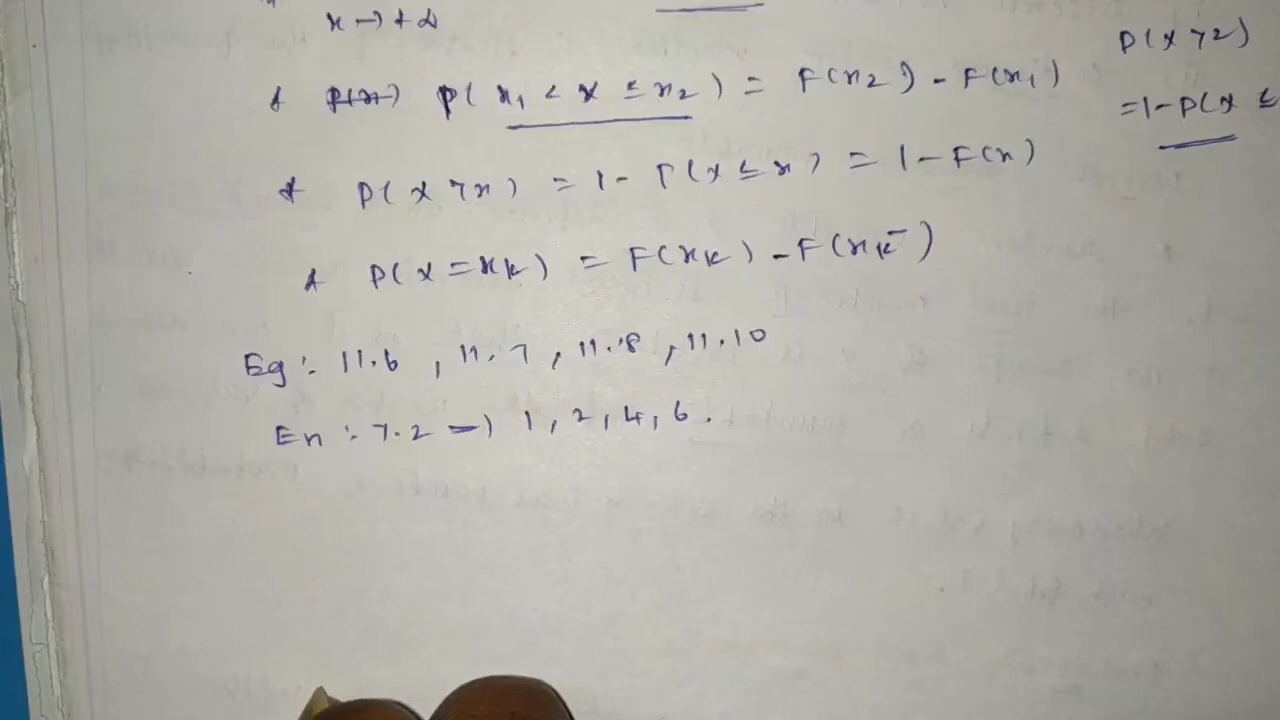 x → + ∞
P(x1 < X ≤ x2) = F(x2) - F(x1)
P(X > x) = 1 - P(X ≤ x) = 1 - F(x)
P(X = xk) = F(xk) - F(xk⁻)
Eg : 11.6 , 11.7 , 11.8 , 11.10
Ex : 7.2 → 1 , 2 , 4 , 6 .
P(X > 2)
= 1 - P(X ≤